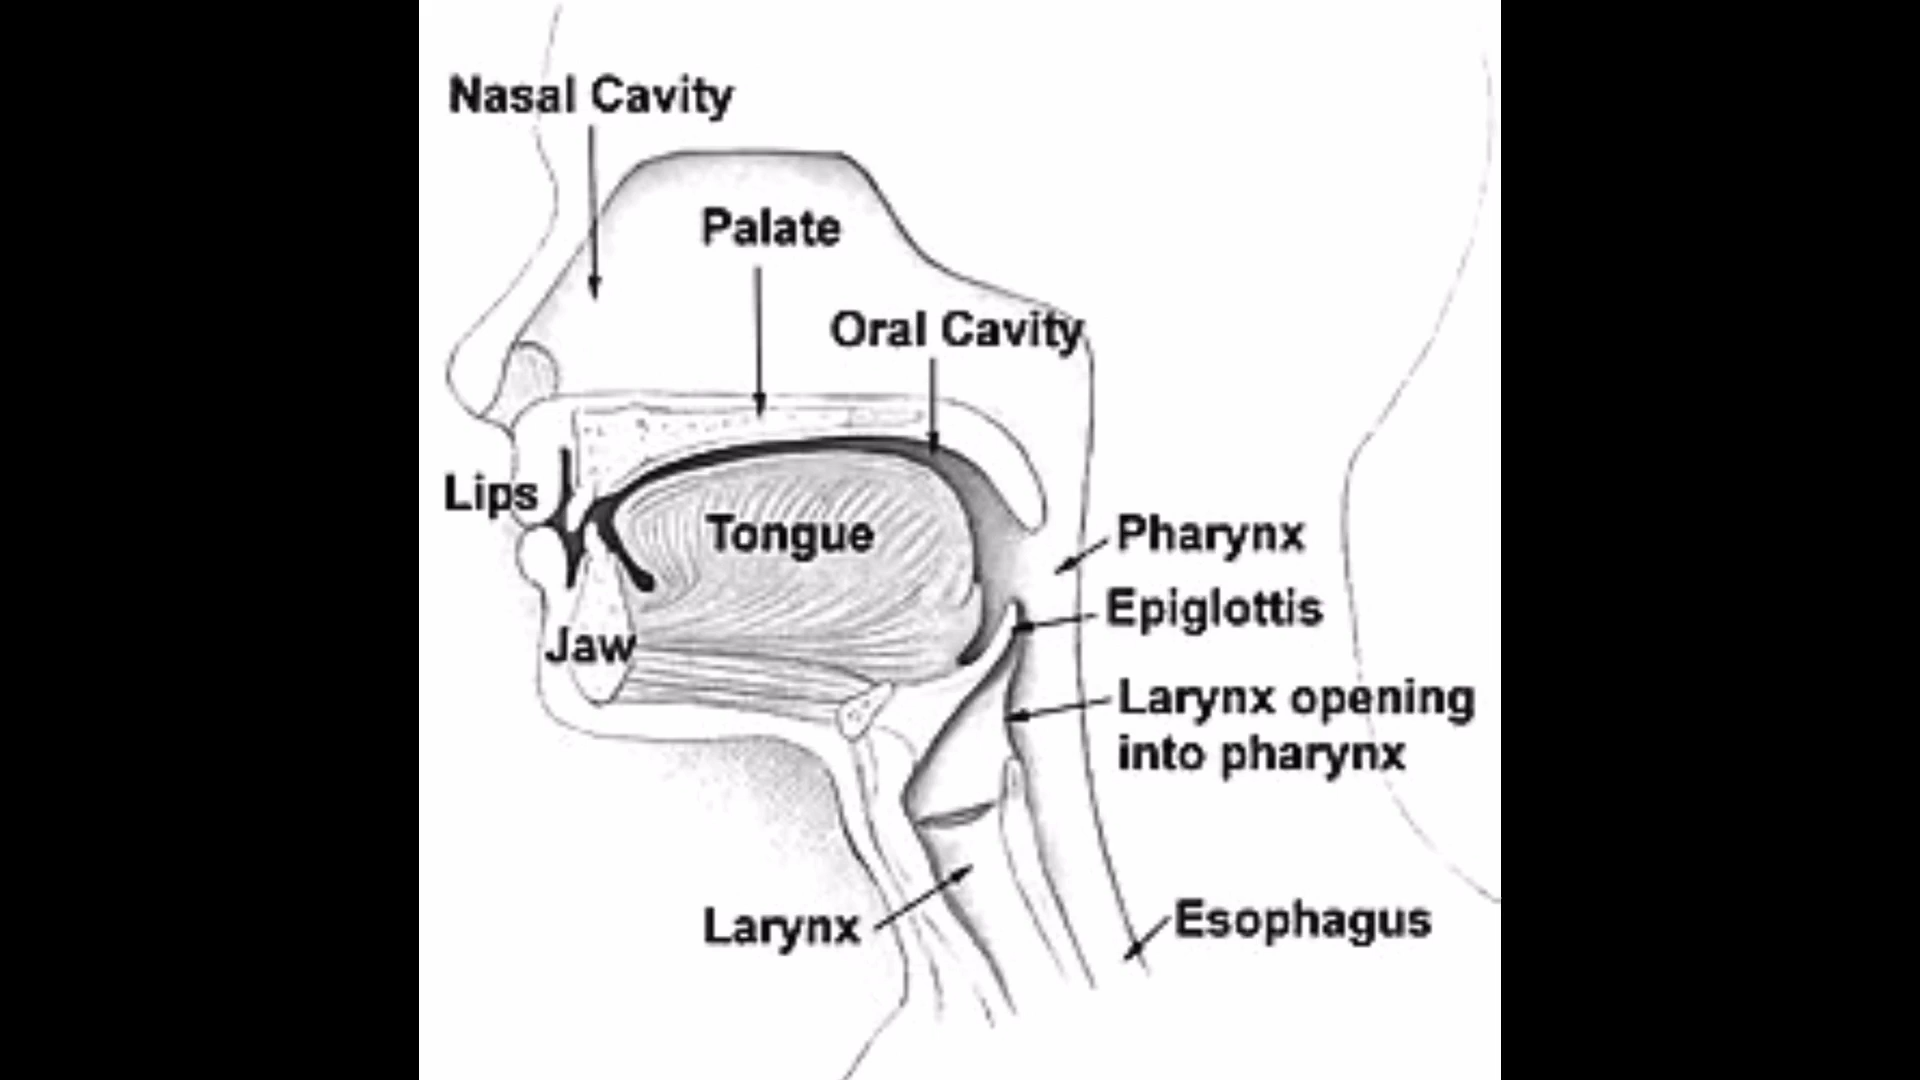 Nasal Cavity
Palate
Oral Cavity
Lips
Tongue
Pharynx
Epiglottis
Jaw
Larynx opening
into pharynx
Larynx
Esophagus